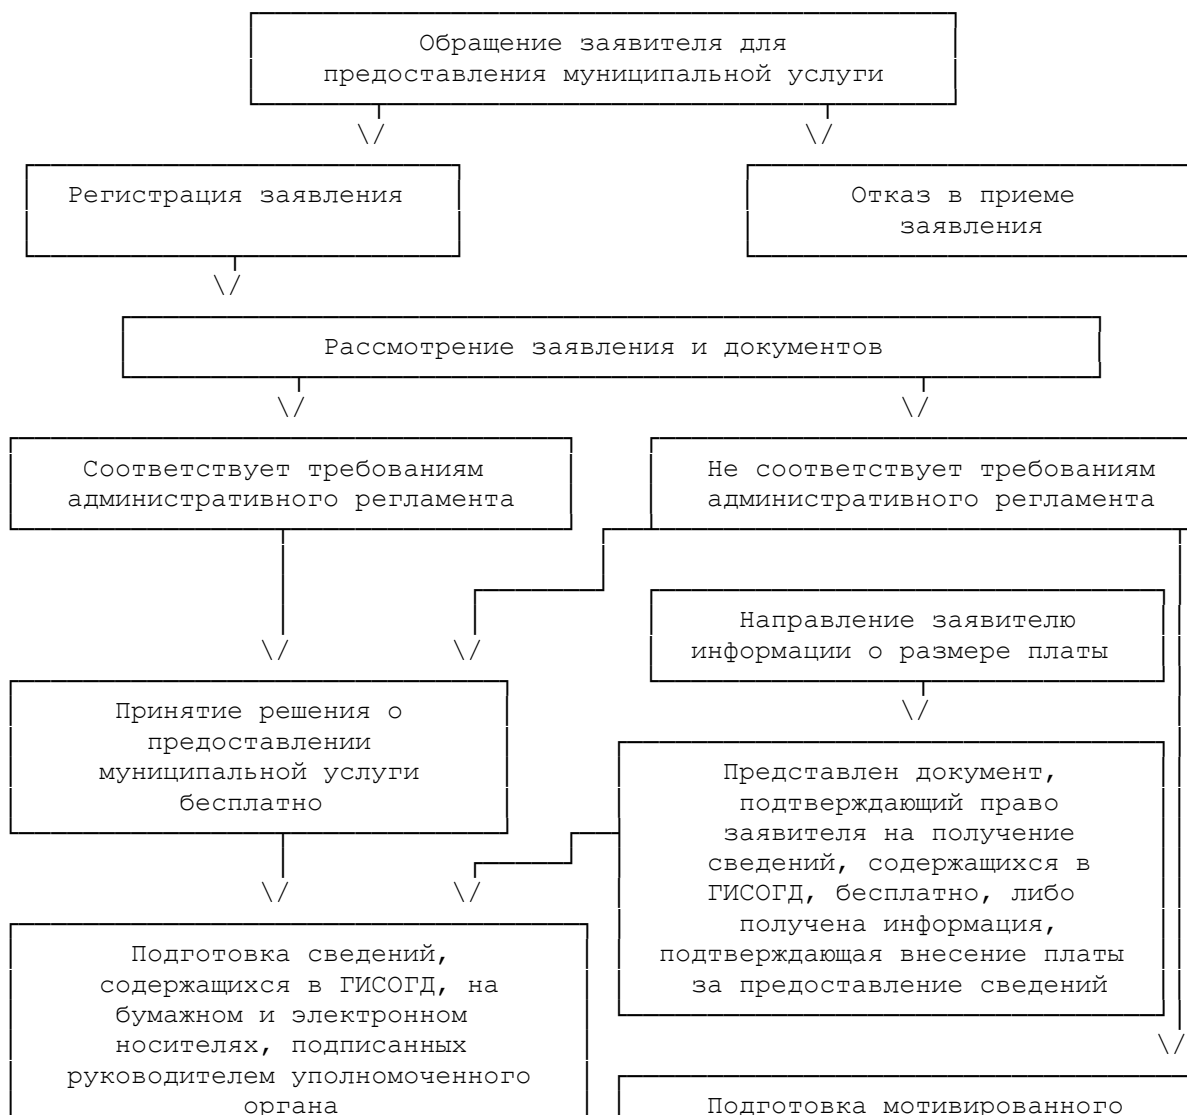 Обращение заявителя для
предоставления муниципальной услуги
Регистрация заявления
Отказ в приеме
заявления
Рассмотрение заявления и документов
Соответствует требованиям
административного регламента
Не соответствует требованиям
административного регламента
Направление заявителю
информации о размере платы
Принятие решения о
предоставлении
муниципальной услуги
бесплатно
Представлен документ,
подтверждающий право
заявителя на получение
сведений, содержащихся в
ГИСОГД, бесплатно, либо
получена информация,
подтверждающая внесение платы
за предоставление сведений
Подготовка сведений,
содержащихся в ГИСОГД, на
бумажном и электронном
носителях, подписанных
руководителем уполномоченного
органа
Подготовка мотивированного